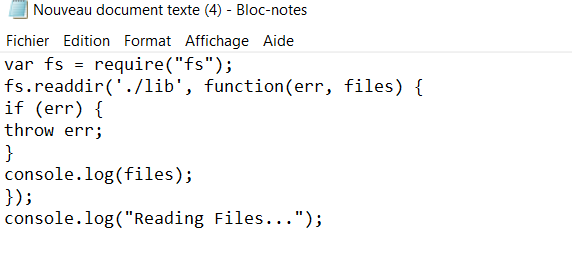 Nouveau document texte (4) - Bloc-notes
Fichier Edition Format Affichage Aide
var fs = require("fs");
fs.readdir('./lib', function(err, files) {
if (err) {
throw err;
}
console.log(files);
});
console.log("Reading Files...");